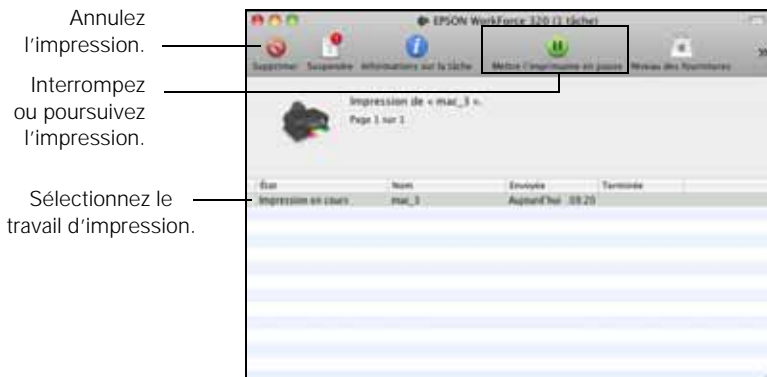 Annulez
l'impression.
Interrompez
ou poursuivez
l'impression.
Sélectionnez le
travail d'impression.
EPSON WorkForce 320 (1 tâche)
Supprimer Suspendre Informations sur la tâche Mettre l'imprimante en pause Niveau des fournitures
Impression de « mac_3 ».
Page 1 sur 1
État Nom Envoyée Terminée
Impression en cours mac_3 Aujourd'hui 09:20